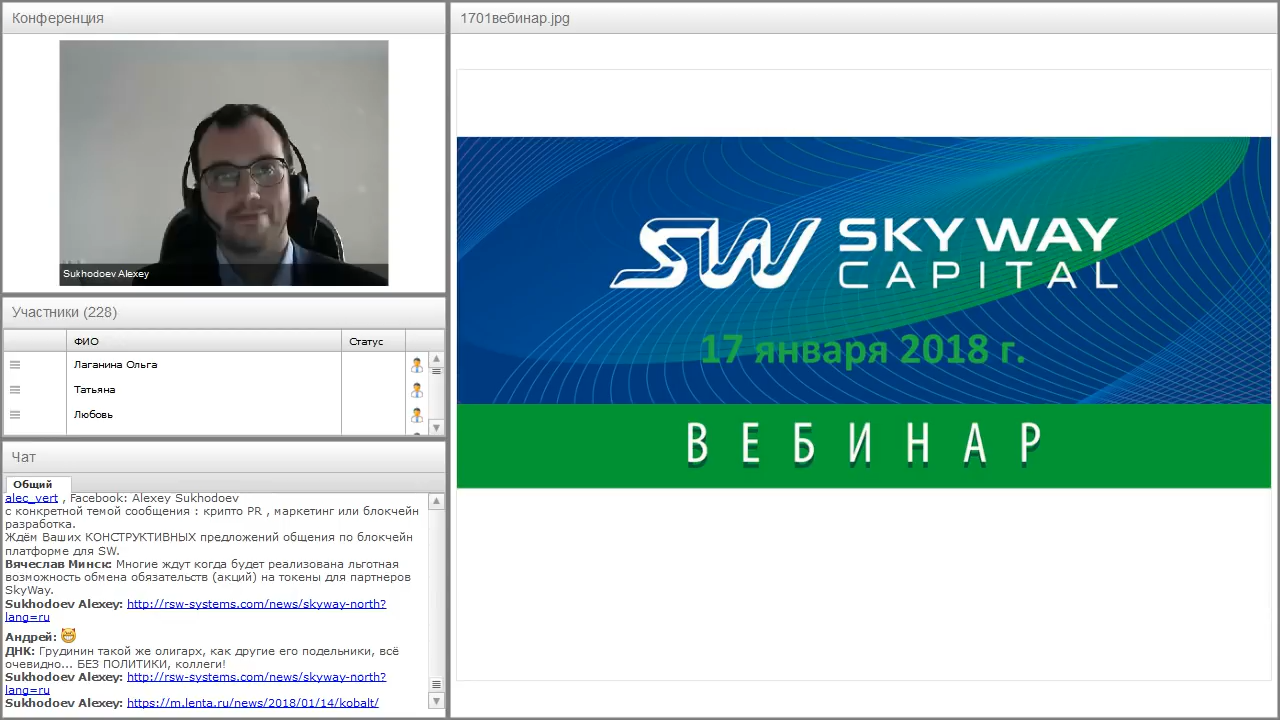 Конференция
Sukhodoev Alexey
Участники (228)
ФИО
Статус
Лаганина Ольга
Татьяна
Любовь
Чат
Общий
alec_vert , Facebook: Alexey Sukhodoev
с конкретной темой сообщения : крипто PR , маркетинг или блокчейн
разработка.
Ждём Ваших КОНСТРУКТИВНЫХ предложений общения по блокчейн
платформе для SW.
Вячеслав Минск: Многие ждут когда будет реализована льготная
возможность обмена обязательств (акций) на токены для партнеров
SkyWay.
Sukhodoev Alexey: http://rsw-systems.com/news/skyway-north?
lang=ru
Андрей:
ДНК: Грудинин такой же олигарх, как другие его подельники, всё
очевидно... БЕЗ ПОЛИТИКИ, коллеги!
Sukhodoev Alexey: http://rsw-systems.com/news/skyway-north?
lang=ru
Sukhodoev Alexey: https://m.lenta.ru/news/2018/01/14/kobalt/
1701вебинар.jpg
SW SKY WAY
CAPITAL
17 января 2018 г.
ВЕБИНАР